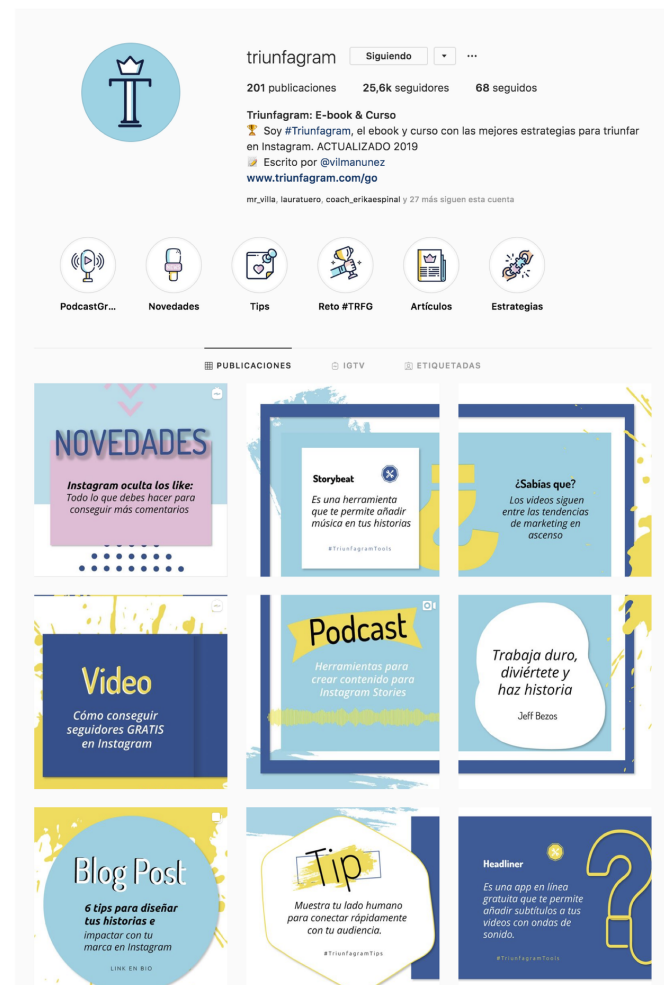 triunfagram Siguiendo
201 publicaciones 25,6k seguidores 68 seguidos
Triunfagram: E-book & Curso
Soy #Triunfagram, el ebook y curso con las mejores estrategias para triunfar
en Instagram. ACTUALIZADO 2019
Escrito por @vilmanunez
www.triunfagram.com/go
mr_villa, lauratuero, coach_erikaespinal y 27 más siguen esta cuenta
PodcastGr... Novedades Tips Reto #TRFG Artículos Estrategias
PUBLICACIONES IGTV ETIQUETADAS
NOVEDADES
Instagram oculta los like:
Todo lo que debes hacer para
conseguir más comentarios
Storybeat
Es una herramienta
que te permite añadir
música en tus historias
#TriunfagramTools
¿Sabías que?
Los videos siguen
entre las tendencias
de marketing en
ascenso
Video
Cómo conseguir
seguidores GRATIS
en Instagram
Podcast
Herramientas para
crear contenido para
Instagram Stories
Trabaja duro,
diviértete y
haz historia
Jeff Bezos
Blog Post
6 tips para diseñar
tus historias e
impactar con tu
marca en Instagram
LINK EN BIO
Tip
Muestra tu lado humano
para conectar rápidamente
con tu audiencia.
#TriunfagramTips
Headliner
Es una app en línea
gratuita que te permite
añadir subtítulos a tus
videos con ondas de
sonido.
#TriunfagramTools